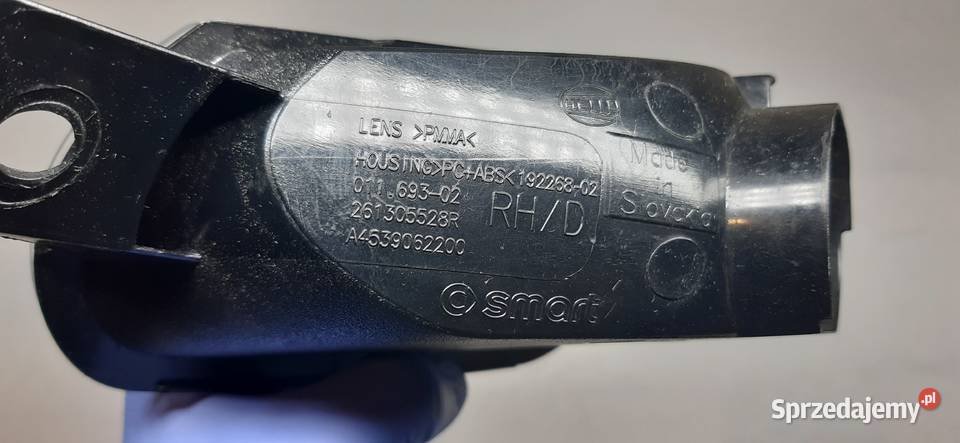 HELLA
LENS >PMMA<
HOUSING>PC+ABS<192268-02
011.693-02
261305528R
A4539062200
RH/D
Made
in
Slovakia
smart
Sprzedajemy.pl